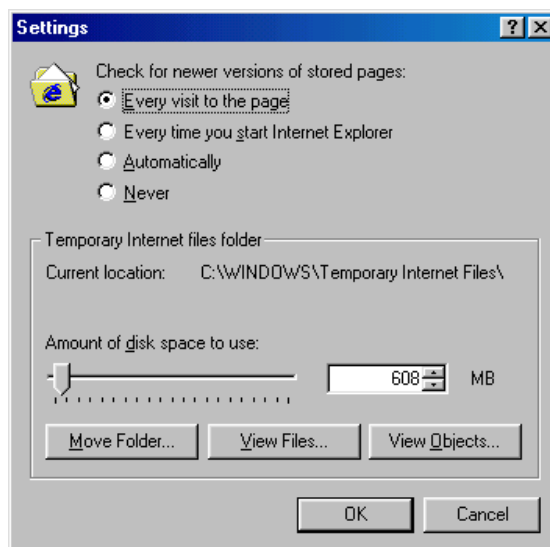 Settings
Check for newer versions of stored pages:
Every visit to the page
Every time you start Internet Explorer
Automatically
Never
Temporary Internet files folder
Current location: C:\WINDOWS\Temporary Internet Files\
Amount of disk space to use:
608 MB
Move Folder... View Files... View Objects...
OK Cancel